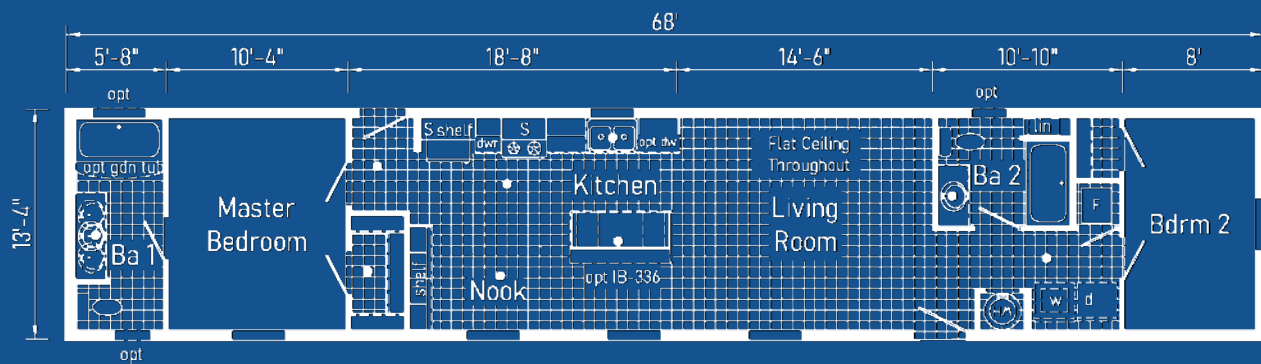 68'
5'-8"
10'-4"
18'-8"
14'-6"
10'-10"
8'
opt
opt
13'-4"
opt gdn tub
Ba 1
opt
Master
Bedroom
S shelf
dwr
S
opt dw
Kitchen
Nook
shelf
opt IB-336
Flat Ceiling
Throughout
Living
Room
lin
Ba 2
F
W
d
Bdrm 2